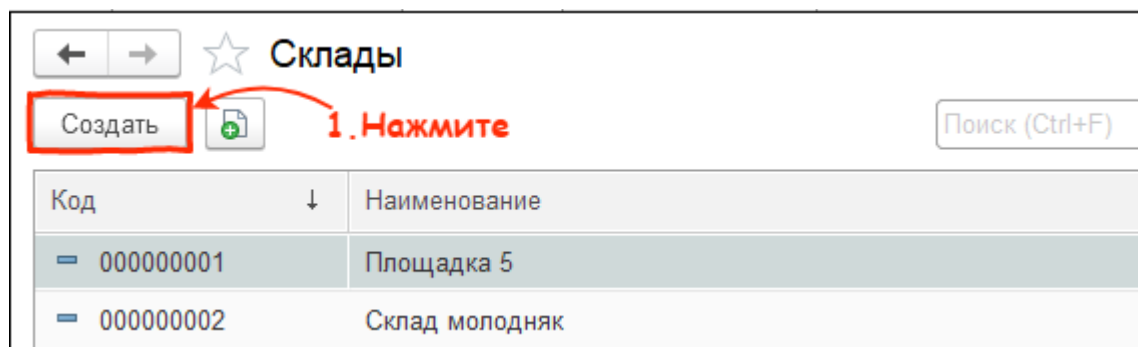 Склады
Создать 1.Нажмите Поиск (Ctrl+F)
Код ↓ Наименование
000000001 Площадка 5
000000002 Склад молодняк